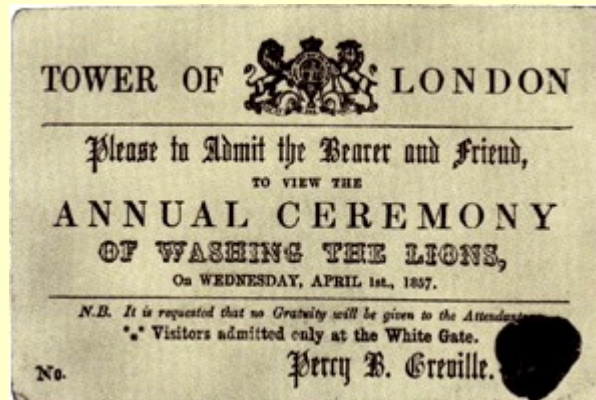 TOWER OF LONDON
Please to Admit the Bearer and Friend,
TO VIEW THE
ANNUAL CEREMONY
OF WASHING THE LIONS,
On WEDNESDAY, APRIL 1st., 1857.
N.B. It is requested that no Gratuity will be given to the
*** Visitors admitted only at the White Gate.
No. Percy B. Greville.